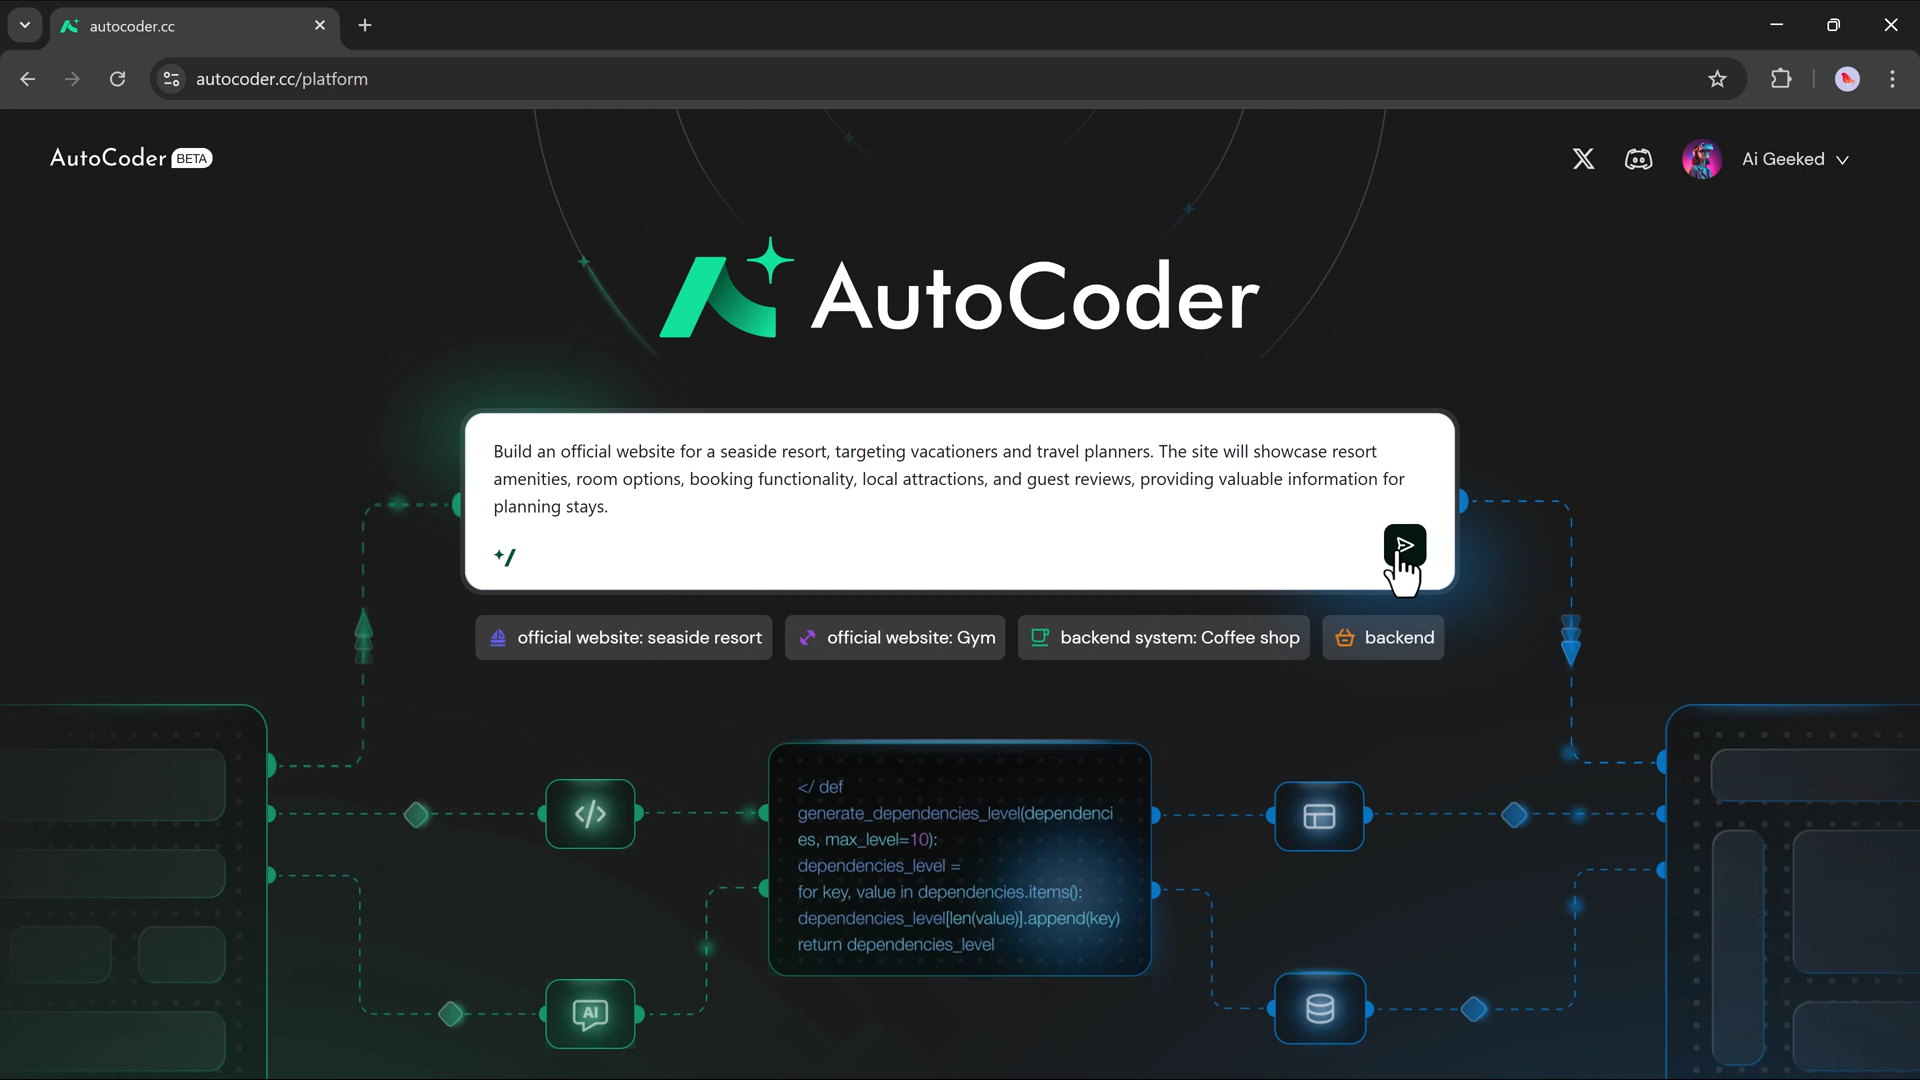 autocoder.cc
autocoder.cc/platform
AutoCoder BETA
Ai Geeked
AutoCoder
Build an official website for a seaside resort, targeting vacationers and travel planners. The site will showcase resort
amenities, room options, booking functionality, local attractions, and guest reviews, providing valuable information for
planning stays.
official website: seaside resort
official website: Gym
backend system: Coffee shop
backend
</ def
generate_dependencies_level(dependenci
es, max_level=10):
dependencies_level =
for key, value in dependencies.items():
dependencies_level[len(value)].append(key)
return dependencies_level
AI